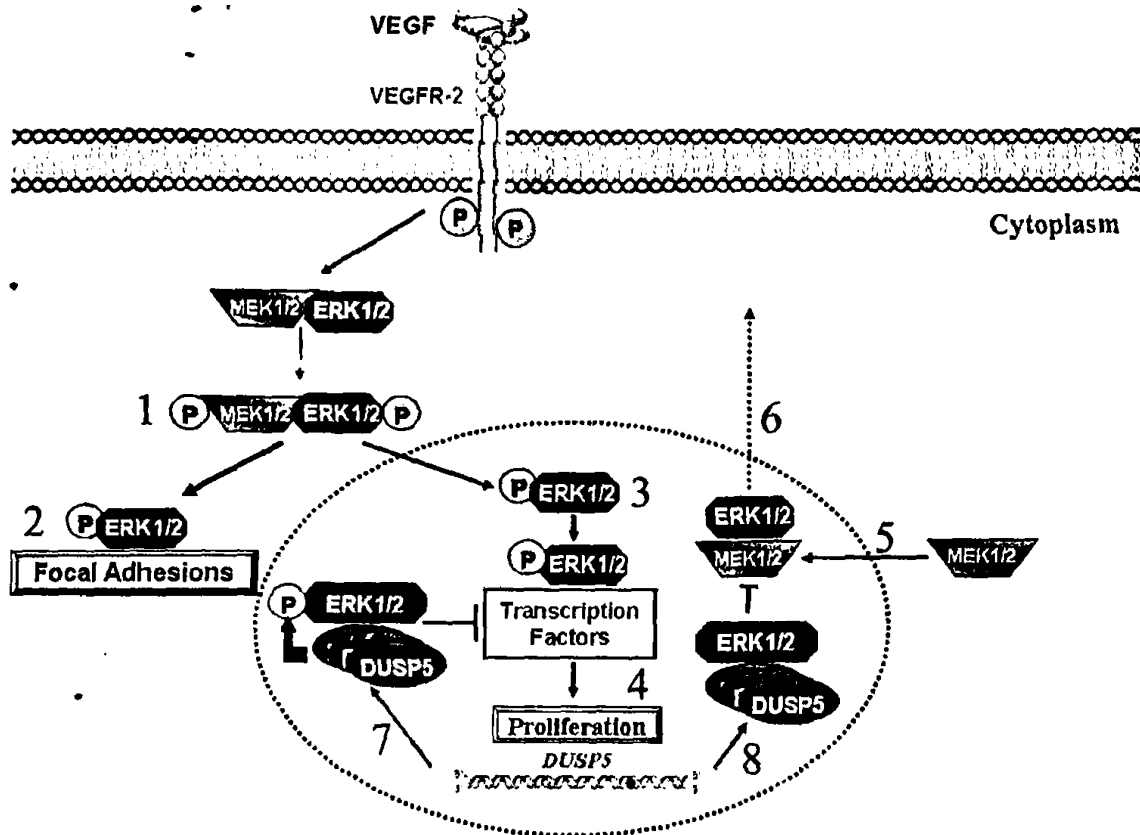 VEGF
VEGFR-2
P P
Cytoplasm
MEK1/2 ERK1/2
1 P MEK1/2 ERK1/2 P
6
P ERK1/2 3
2 P ERK1/2
Focal Adhesions
ERK1/2
P ERK1/2
MEK1/2
5
MEK1/2
P ERK1/2
Transcription
Factors
ERK1/2
DUSP5
4
DUSP5
7
Proliferation
DUSP5
8